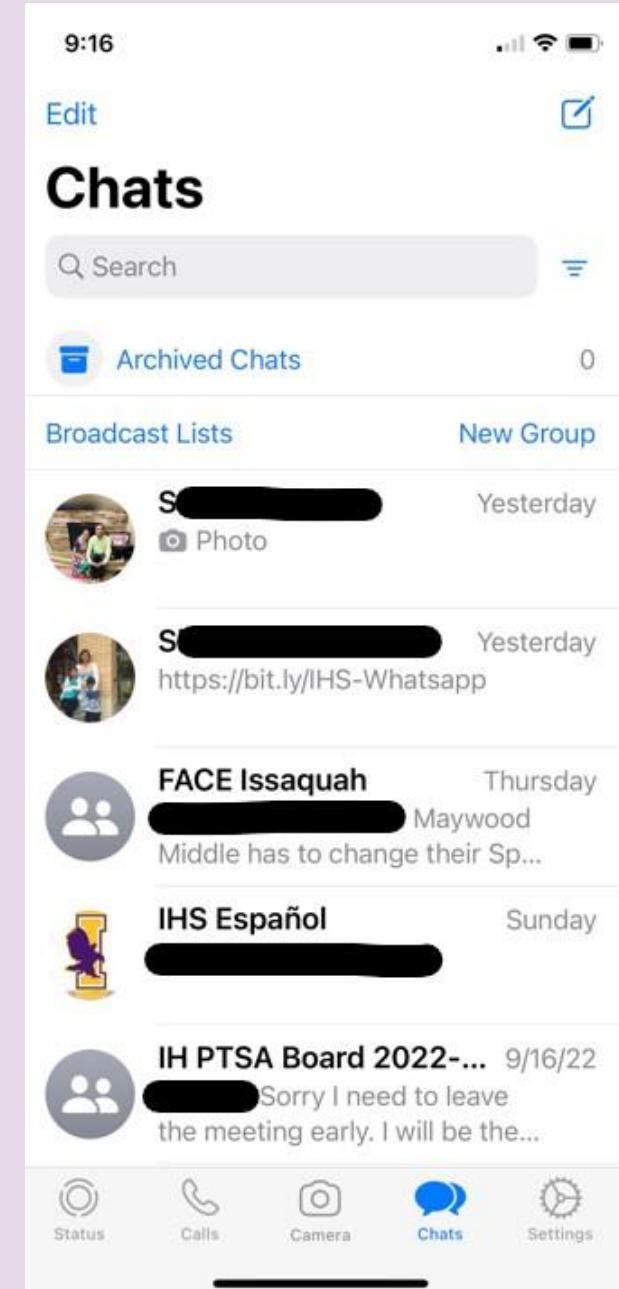 9:16
Edit
Chats
Search
Archived Chats 0
Broadcast Lists New Group
S Yesterday
Photo
S Yesterday
https://bit.ly/IHS-Whatsapp
FACE Issaquah Thursday
Maywood
Middle has to change their Sp...
IHS Español Sunday
I
IH PTSA Board 2022-... 9/16/22
Sorry I need to leave
the meeting early. I will be the...
Status Calls Camera Chats Settings